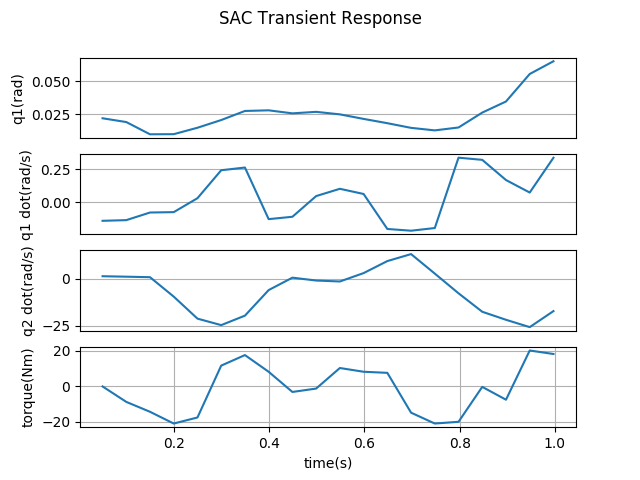 SAC Transient Response
q1(rad)
0.050
0.025
q1 dot(rad/s)
0.25
0.00
q2 dot(rad/s)
0
−25
torque(Nm)
20
0
−20
0.2 0.4 0.6 0.8 1.0
time(s)